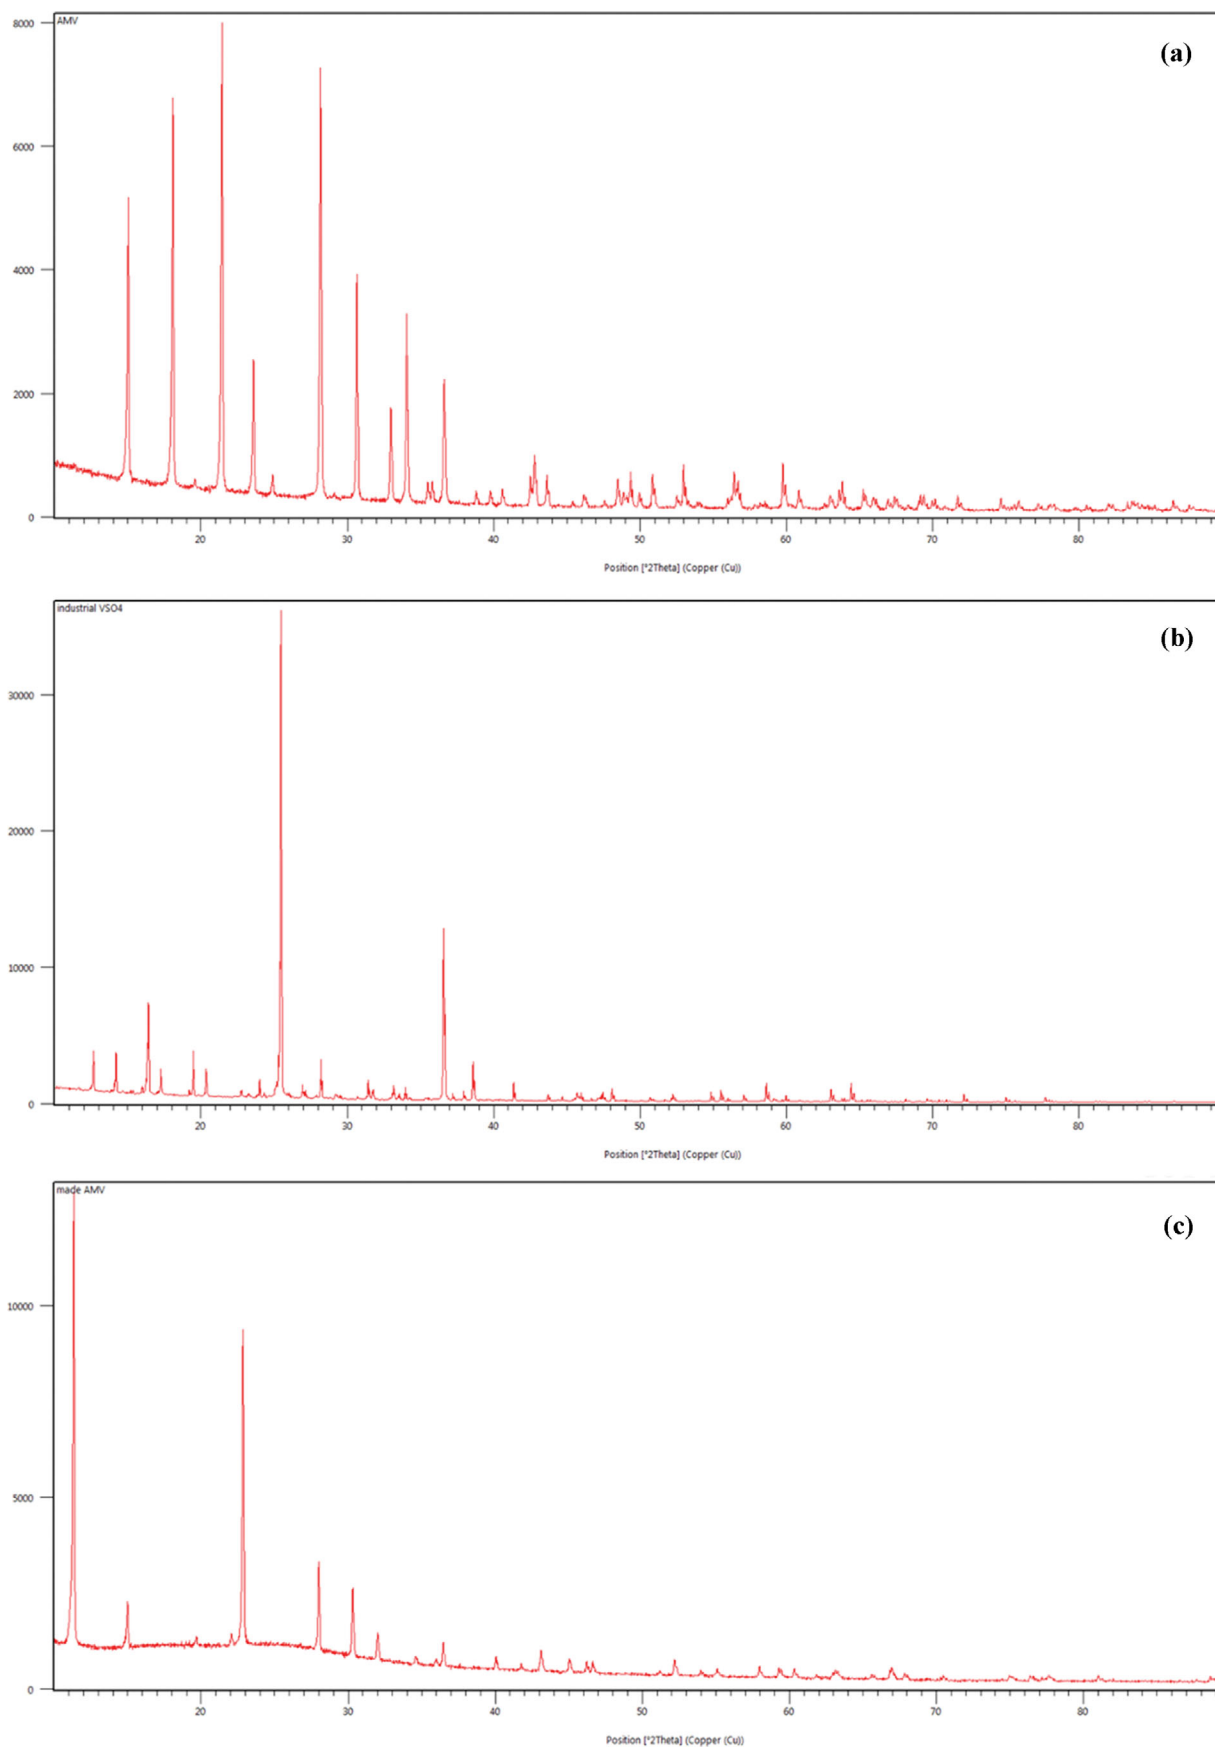 AMV
(a)
8000
6000
4000
2000
0
20 30 40 50 60 70 80
Position [°2Theta] (Copper (Cu))
industrial VSO4
(b)
30000
20000
10000
0
20 30 40 50 60 70 80
Position [°2Theta] (Copper (Cu))
made AMV
(c)
10000
5000
0
20 30 40 50 60 70 80
Position [°2Theta] (Copper (Cu))